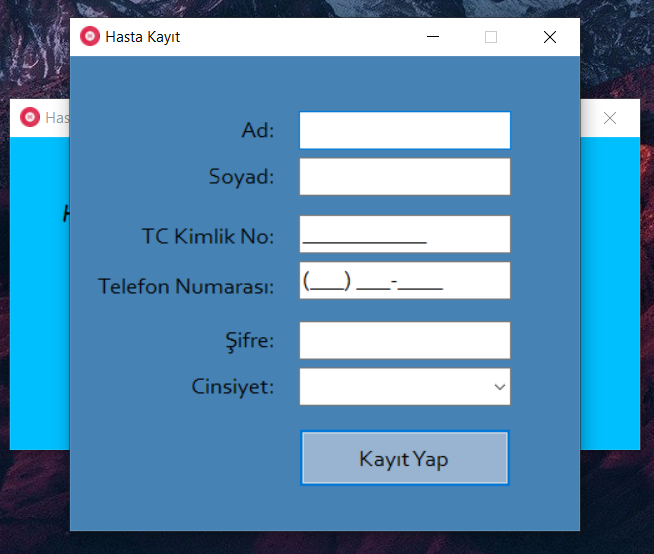 Hasta Kayıt
Has
Ad:
Soyad:
TC Kimlik No: ___________
Telefon Numarası: (___) ___-____
Şifre:
Cinsiyet:
Kayıt Yap